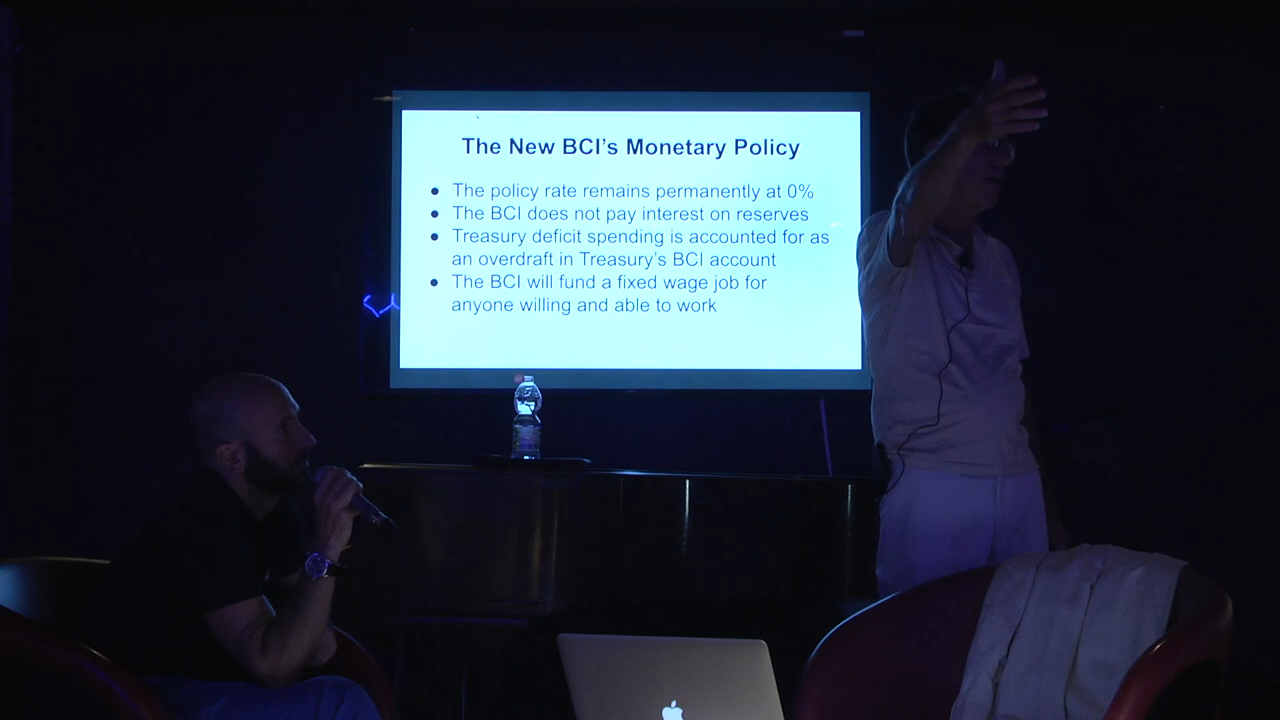 The New BCI's Monetary Policy
● The policy rate remains permanently at 0%
● The BCI does not pay interest on reserves
● Treasury deficit spending is accounted for as
an overdraft in Treasury's BCI account
● The BCI will fund a fixed wage job for
anyone willing and able to work